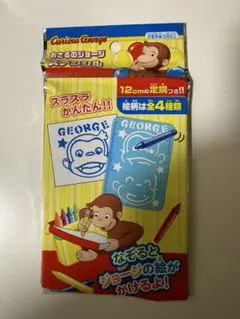 Curious George
おさるのジョージ
ステンシル
12cmの定規つき!!
絵柄は全4種類
スラスラ
かんたん!!
GEORGE
GEORGE
なぞると
ジョージの絵が
かけるよ!